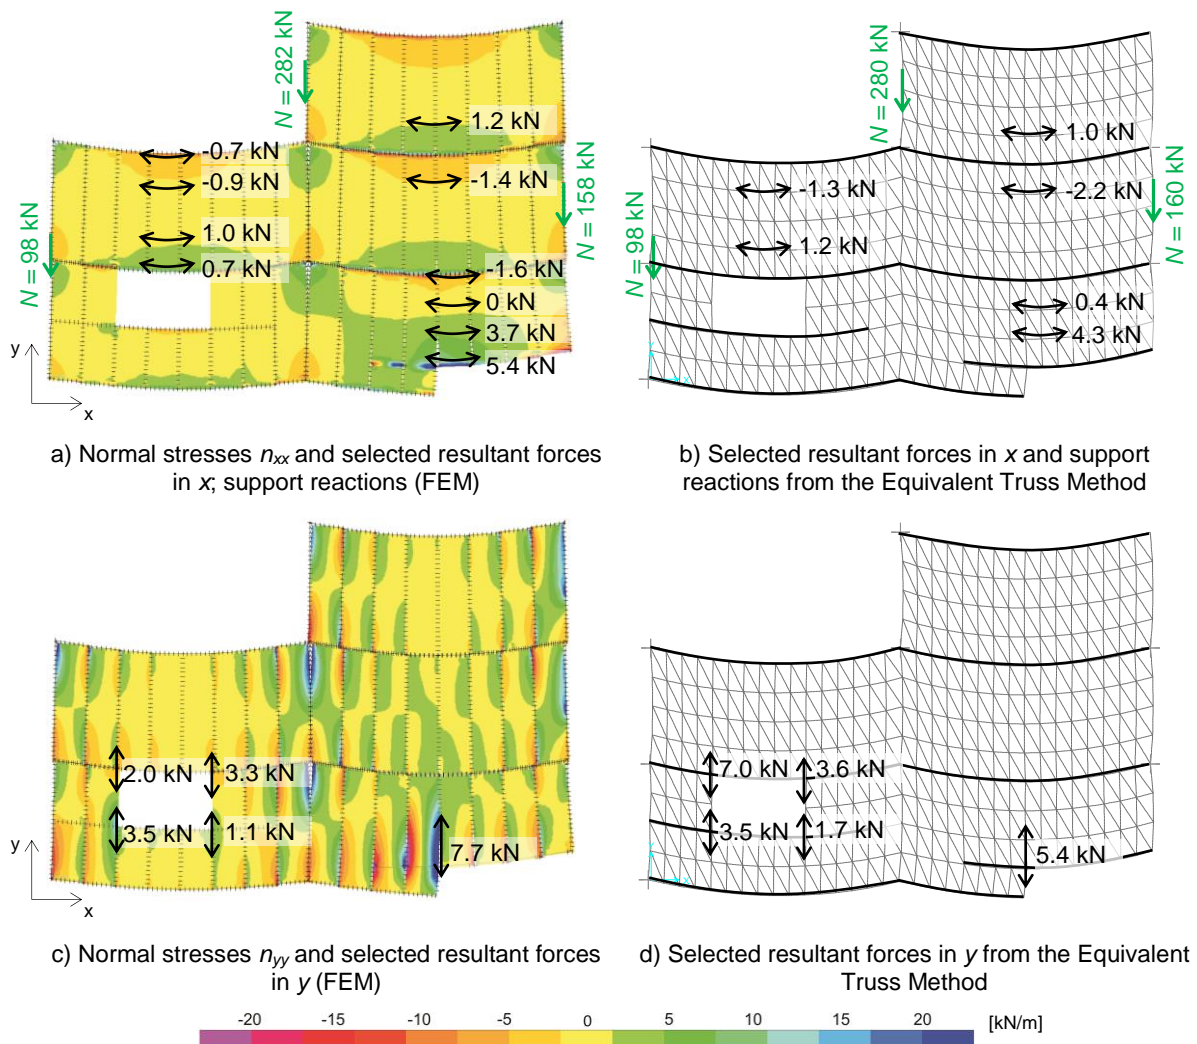 N = 282 kN
1.2 kN
-0.7 kN
-0.9 kN
-1.4 kN
N = 158 kN
N = 98 kN
1.0 kN
0.7 kN
-1.6 kN
0 kN
3.7 kN
5.4 kN
y
x
a) Normal stresses nxx and selected resultant forces
in x; support reactions (FEM)
N = 280 kN
1.0 kN
-1.3 kN
-2.2 kN
N = 160 kN
N = 98 kN
1.2 kN
0.4 kN
4.3 kN
b) Selected resultant forces in x and support
reactions from the Equivalent Truss Method
2.0 kN
3.3 kN
3.5 kN
1.1 kN
7.7 kN
y
x
c) Normal stresses nyy and selected resultant forces
in y (FEM)
7.0 kN
3.6 kN
3.5 kN
1.7 kN
5.4 kN
d) Selected resultant forces in y from the Equivalent
Truss Method
-20 -15 -10 -5 0 5 10 15 20 [kN/m]